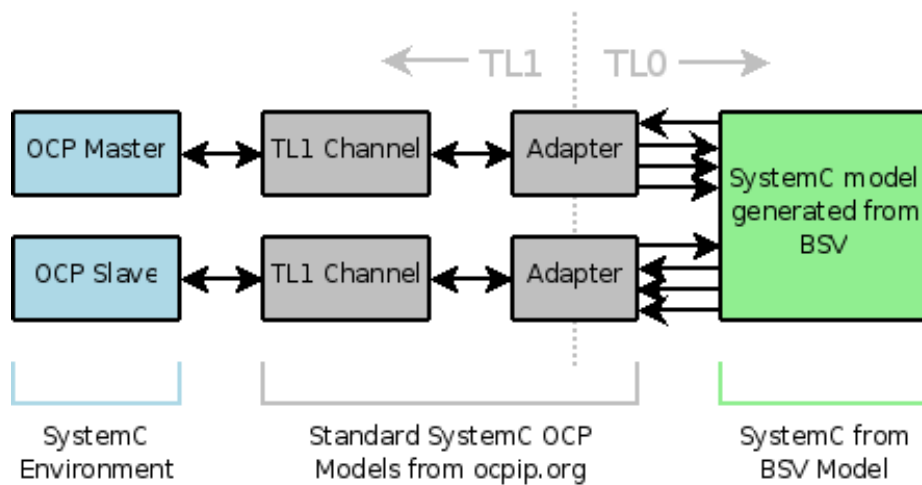 TL1 TL0
OCP Master
TL1 Channel
Adapter
SystemC model
generated from
BSV
OCP Slave
TL1 Channel
Adapter
SystemC
Environment
Standard SystemC OCP
Models from ocpip.org
SystemC from
BSV Model